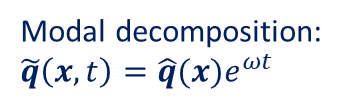 Modal decomposition:
q̃(x, t) = q̂(x)e^{ωt}